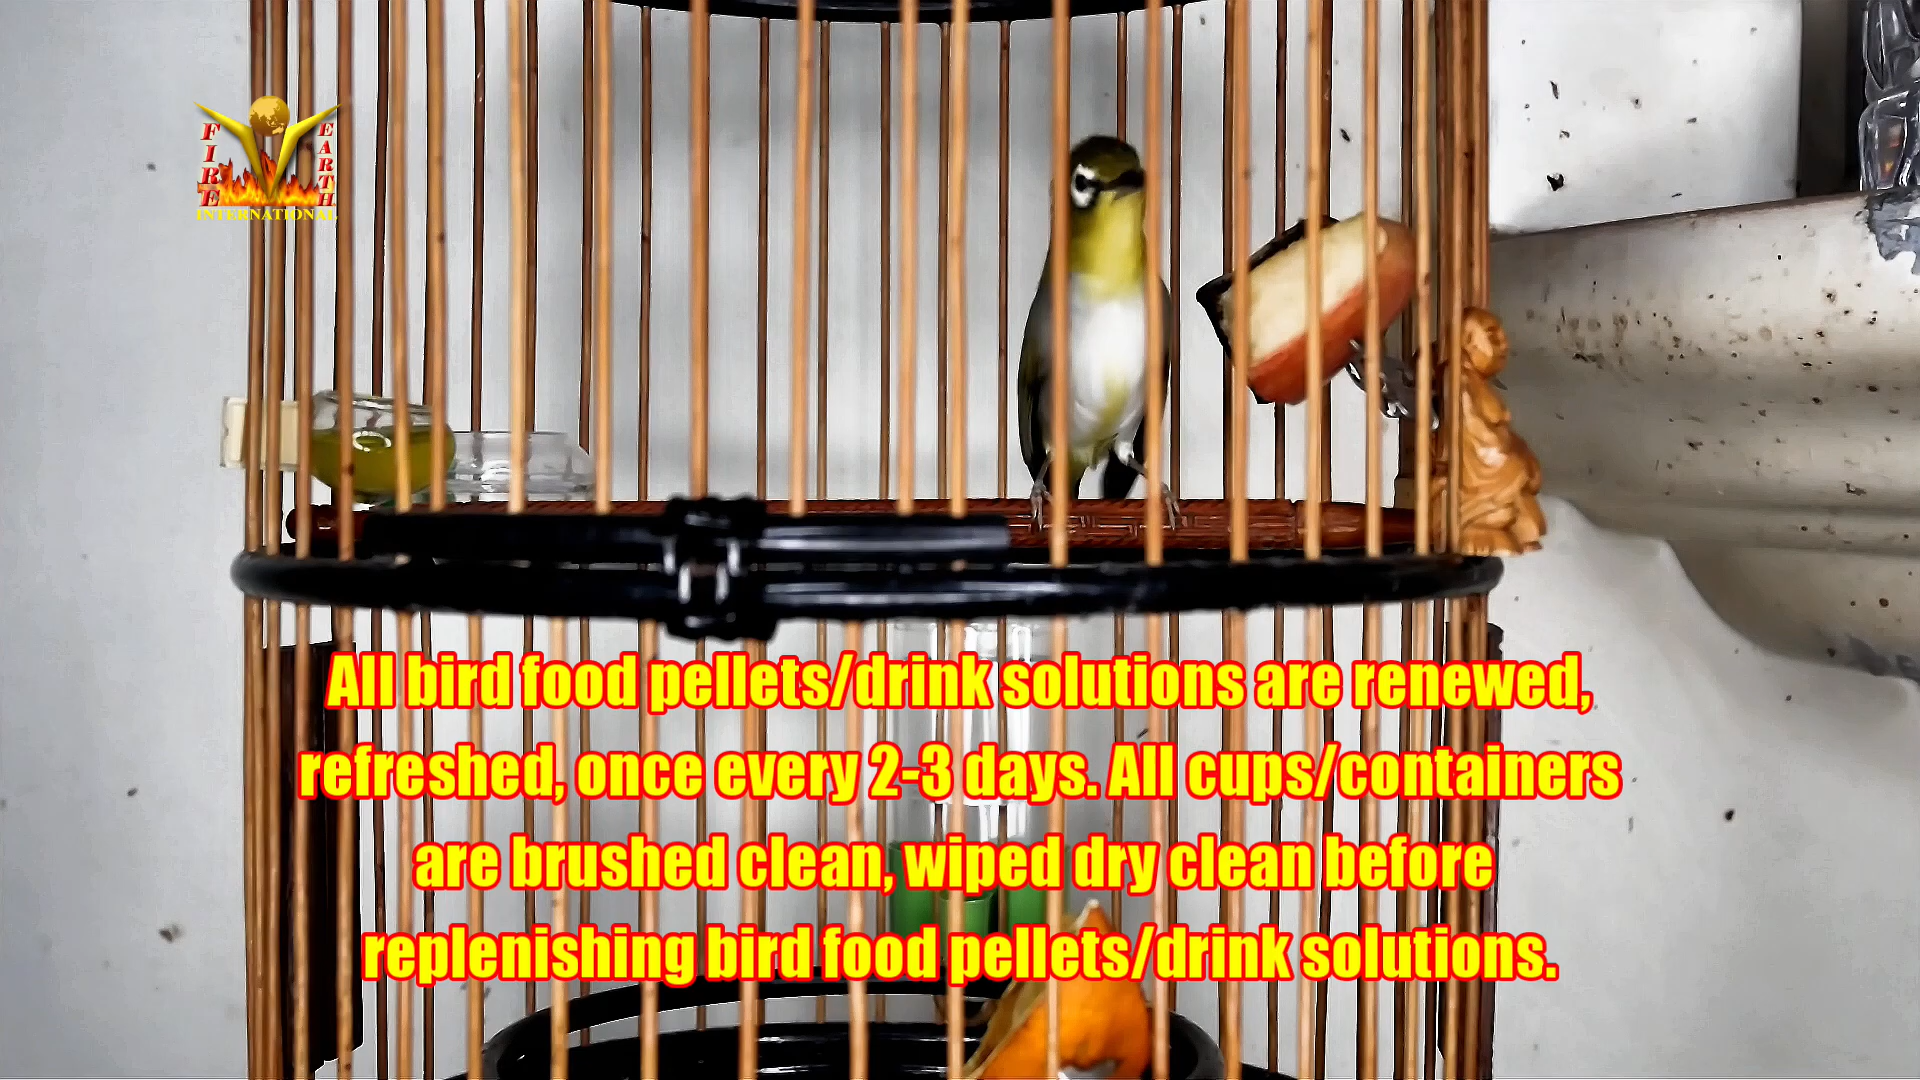 FIRE
EARTH
INTERNATIONAL
All bird food pellets/drink solutions are renewed,
refreshed, once every 2-3 days. All cups/containers
are brushed clean, wiped dry clean before
replenishing bird food pellets/drink solutions.